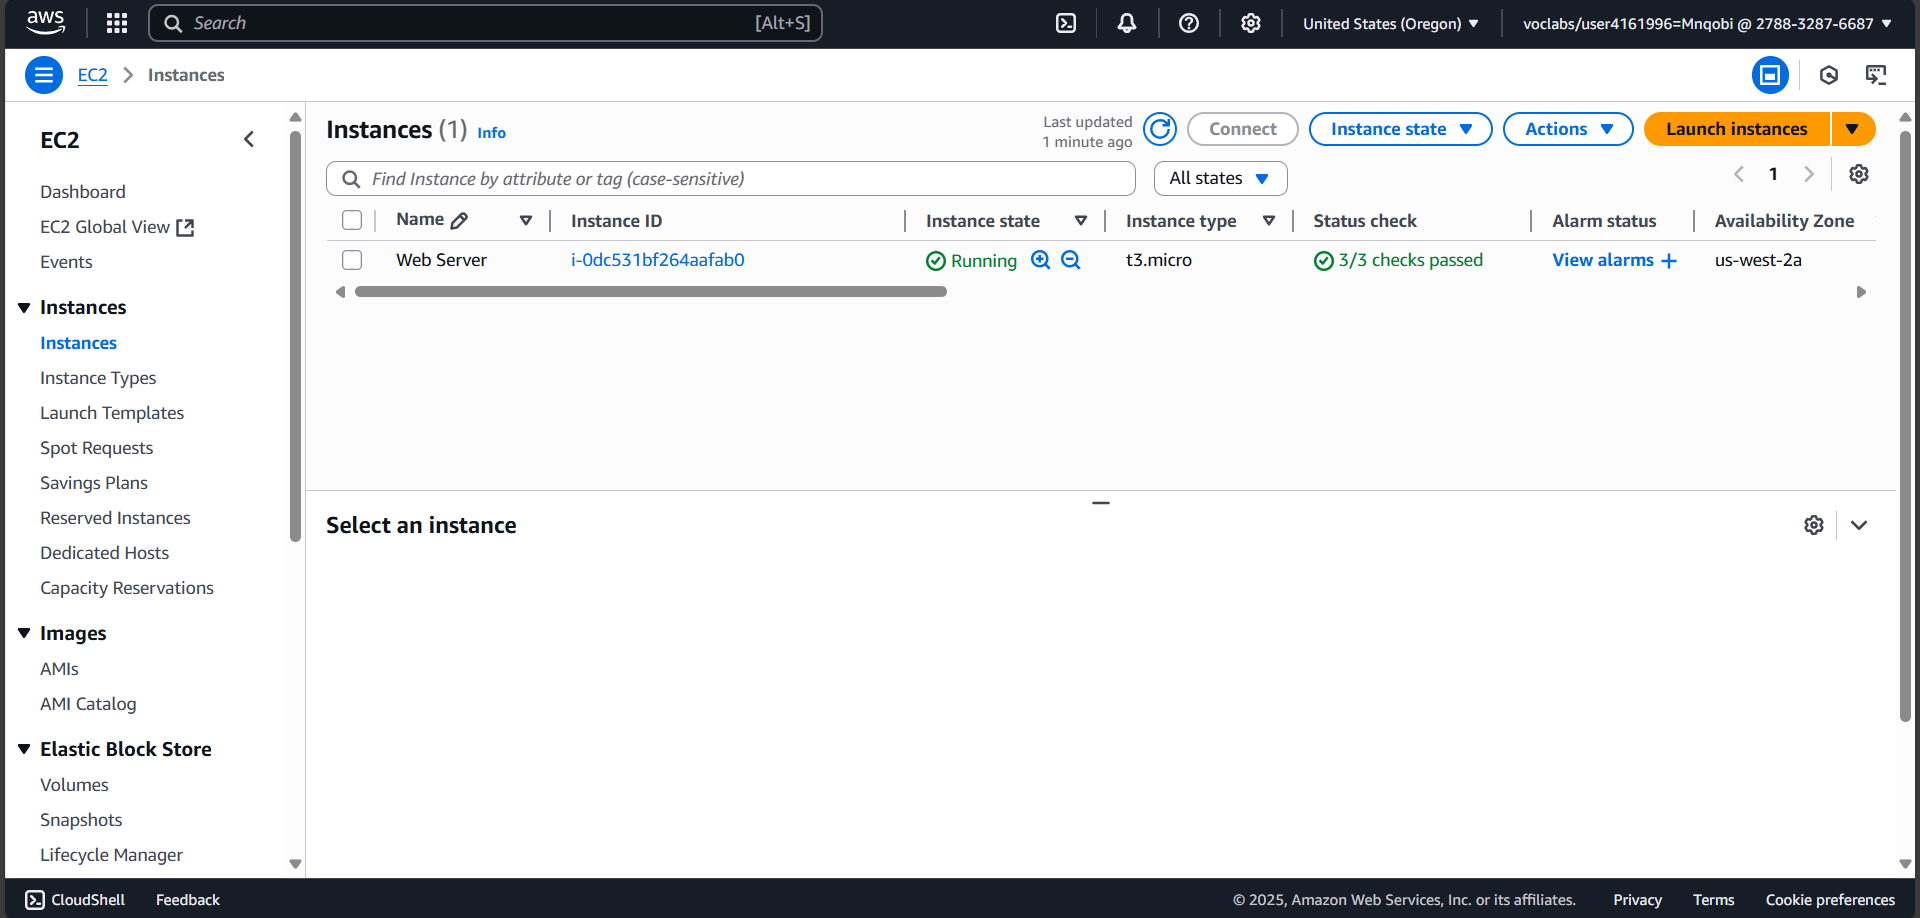 aws
Search [Alt+S]
United States (Oregon)
voclabs/user4161996=Mnqobi @ 2788-3287-6687
EC2 Instances
EC2
Dashboard
EC2 Global View
Events
Instances
Instances
Instance Types
Launch Templates
Spot Requests
Savings Plans
Reserved Instances
Dedicated Hosts
Capacity Reservations
Images
AMIs
AMI Catalog
Elastic Block Store
Volumes
Snapshots
Lifecycle Manager
Instances (1) Info
Last updated
1 minute ago
Connect
Instance state
Actions
Launch instances
Find Instance by attribute or tag (case-sensitive)
All states
1
Name Instance ID Instance state Instance type Status check Alarm status Availability Zone
Web Server i-0dc531bf264aafab0 Running t3.micro 3/3 checks passed View alarms + us-west-2a
Select an instance
CloudShell Feedback © 2025, Amazon Web Services, Inc. or its affiliates. Privacy Terms Cookie preferences